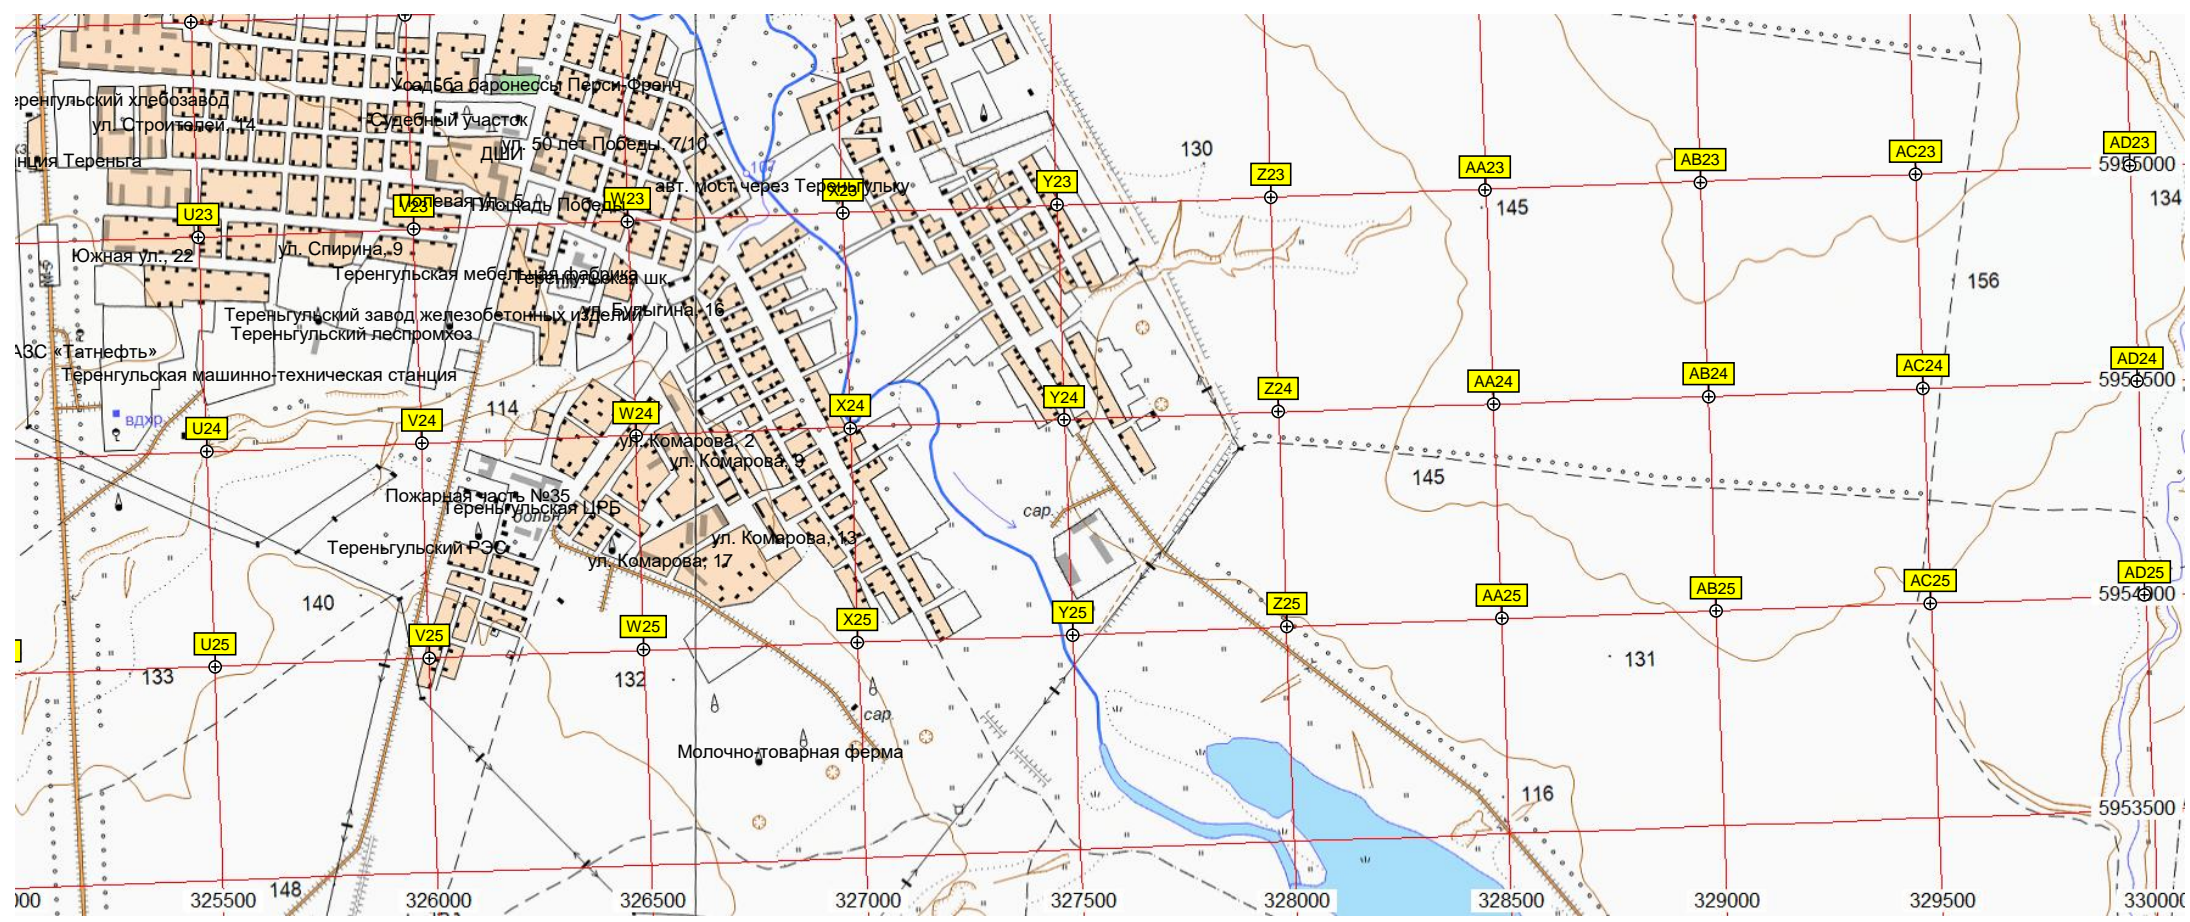 Усадьба баронессы Перси-Френч
еренгульский хлебозавод
ул. Строителей, 14
Судебный участок
ул. 50 лет Победы, 7/10
ДШИ
нция Тереньга
130
107
авт. мост через Тереньгульку
AD23
AC23
AB23
AA23
Z23
Y23
X23
W23
V23
U23
5955000
134
145
Полевая ул., 5
Площадь Победы
ул. Спирина, 9
Южная ул., 22
Теренгульская мебельная фабрика
Теренгульская шк.
156
Тереньгульский завод железобетонных изделий
ул. Булыгина, 16
Тереньгульский леспромхоз
АЗС «Татнефть»
Теренгульская машинно-техническая станция
AD24
AC24
AB24
AA24
Z24
Y24
X24
W24
V24
U24
114
вдхр.
ул. Комарова, 2
ул. Комарова, 9
145
Пожарная часть №35
Тереньгульская ЦРБ
больн.
сар.
Тереньгульский РЭС
ул. Комарова, 13
ул. Комарова, 17
140
AD25
AC25
AB25
AA25
Z25
Y25
X25
W25
V25
U25
5954000
133
132
131
сар.
Молочно-товарная ферма
116
5953500
148
000
325500
326000
326500
327000
327500
328000
328500
329000
329500
330000